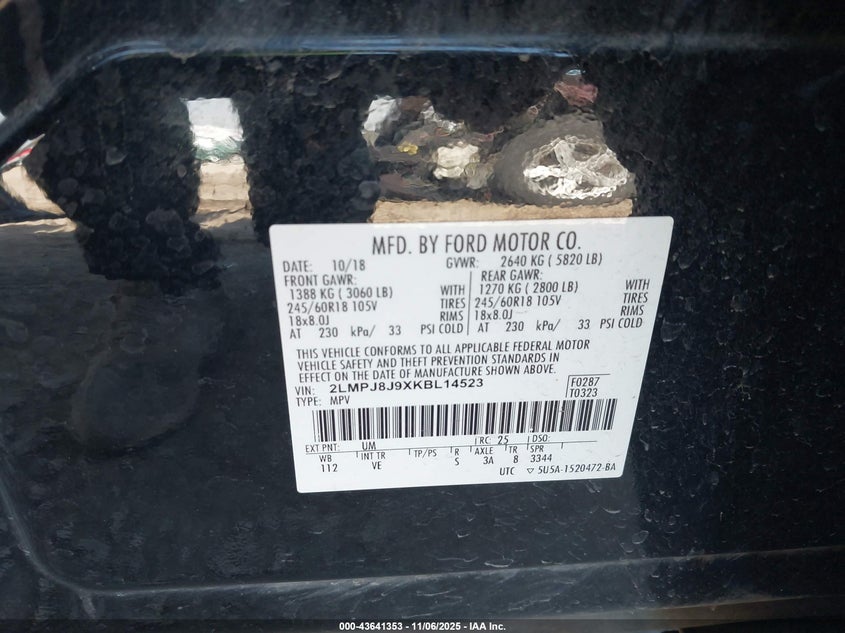 MFD. BY FORD MOTOR CO.
DATE: 10/18 GVWR: 2640 KG ( 5820 LB)
FRONT GAWR: REAR GAWR:
1388 KG ( 3060 LB) WITH 1270 KG ( 2800 LB) WITH
245/60R18 105V TIRES 245/60R18 105V TIRES
18x8.0J RIMS 18x8.0J RIMS
AT 230 kPa/ 33 PSI COLD AT 230 kPa/ 33 PSI COLD
THIS VEHICLE CONFORMS TO ALL APPLICABLE FEDERAL MOTOR
VEHICLE SAFETY AND THEFT PREVENTION STANDARDS IN
EFFECT ON THE DATE OF MANUFACTURE SHOWN ABOVE.
VIN: 2LMPJ8J9XKBL14523 F0287
TYPE: MPV T0323
EXT PNT: UM RC: 25 DSO:
WB INT TR TP/PS R AXLE TR SPR
112 VE S 3A 8 3344
UTC ▽ 5U5A-1520472-BA
000-43641353 - 11/06/2025 - IAA Inc.